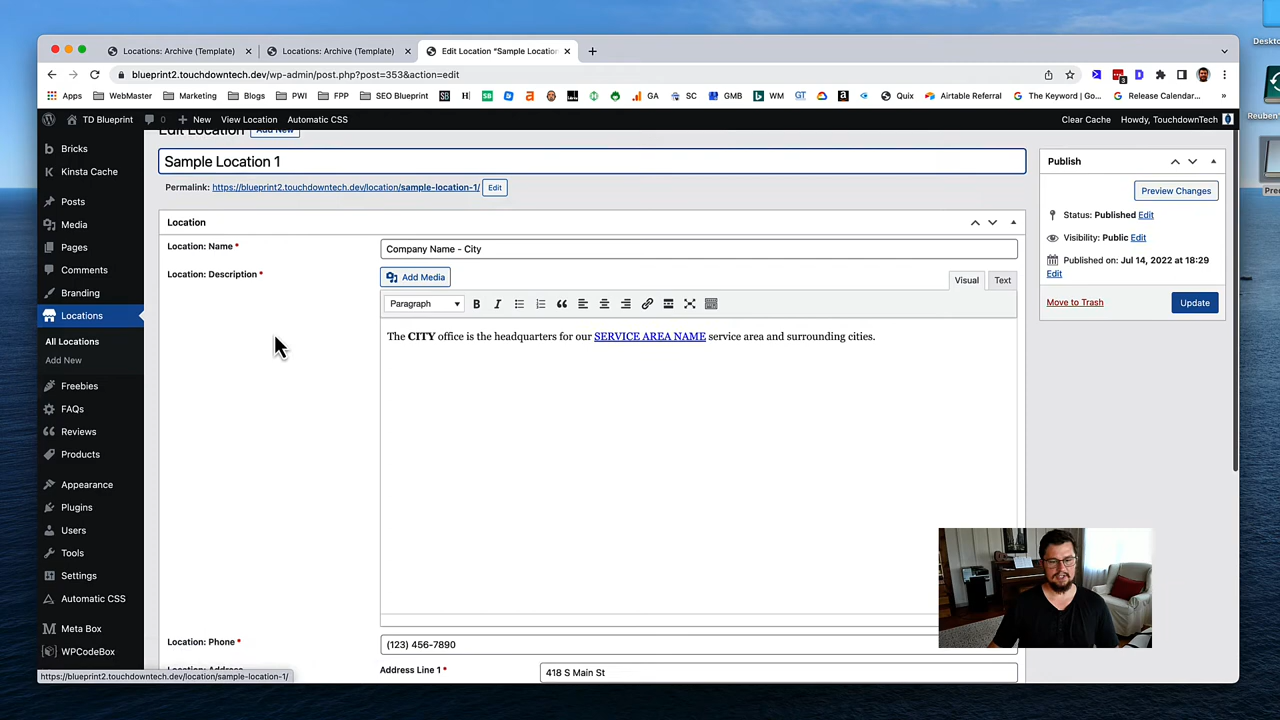 Desktop
Locations: Archive (Template)
Locations: Archive (Template)
Edit Location "Sample Location
blueprint2.touchdowntech.dev/wp-admin/post.php?post=353&action=edit
Apps WebMaster Marketing Blogs PWI FPP SEO Blueprint GA SC GMB WM Quix Airtable Referral The Keyword | Go... Release Calendar...
TD Blueprint New View Location Automatic CSS Clear Cache Howdy, TouchdownTech
Edit Location Add New
Bricks
Kinsta Cache
Posts
Media
Pages
Comments
Branding
Locations
All Locations
Add New
Freebies
FAQs
Reviews
Products
Appearance
Plugins
Users
Tools
Settings
Automatic CSS
Meta Box
WPCodeBox
Sample Location 1
Permalink: https://blueprint2.touchdowntech.dev/location/sample-location-1/ Edit
Location
Location: Name *
Company Name - City
Location: Description *
Add Media
Visual Text
Paragraph
The CITY office is the headquarters for our SERVICE AREA NAME service area and surrounding cities.
Location: Phone *
(123) 456-7890
Location: Address
Address Line 1 *
418 S Main St
Publish
Preview Changes
Status: Published Edit
Visibility: Public Edit
Published on: Jul 14, 2022 at 18:29
Edit
Move to Trash
Update
https://blueprint2.touchdowntech.dev/location/sample-location-1/